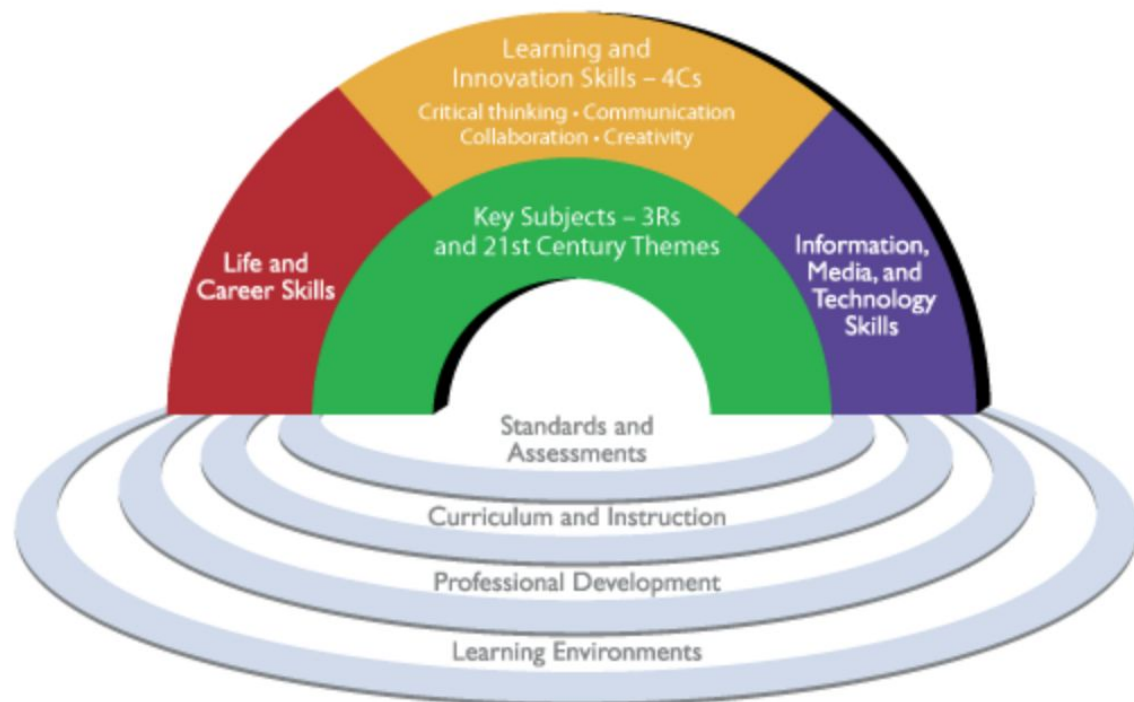 Learning and
Innovation Skills – 4Cs
Critical thinking • Communication
Collaboration • Creativity
Key Subjects – 3Rs
and 21st Century Themes
Life and
Career Skills
Information,
Media, and
Technology
Skills
Standards and
Assessments
Curriculum and Instruction
Professional Development
Learning Environments